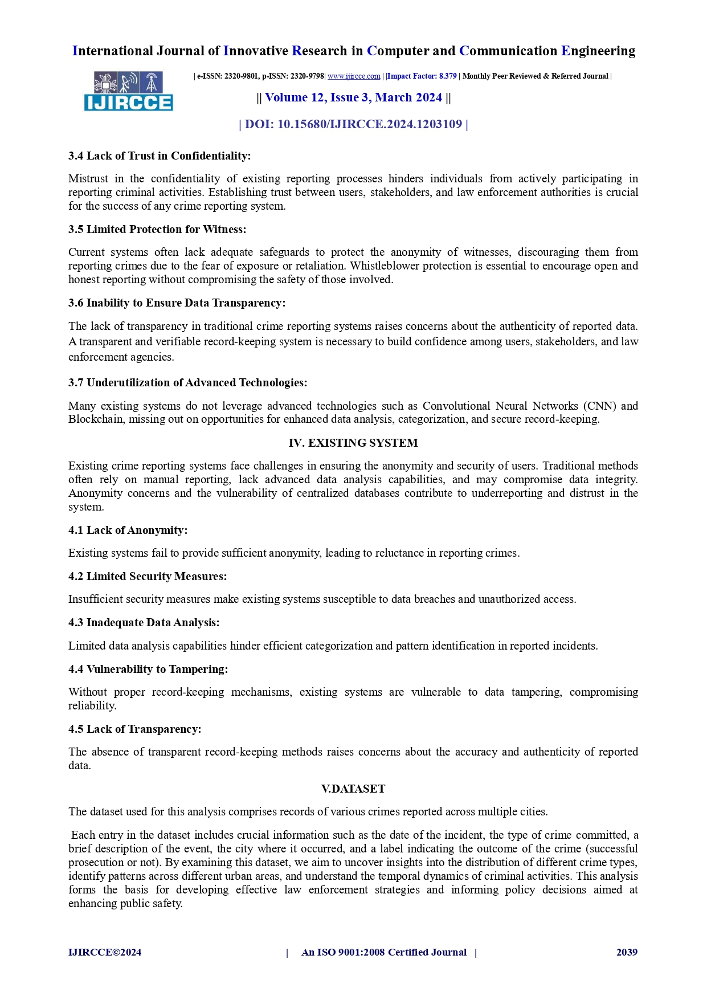 International Journal of Innovative Research in Computer and Communication Engineering
| e-ISSN: 2320-9801, p-ISSN: 2320-9798| www.ijircce.com | |Impact Factor: 8.379 | Monthly Peer Reviewed & Referred Journal |
IJIRCCE
|| Volume 12, Issue 3, March 2024 ||
| DOI: 10.15680/IJIRCCE.2024.1203109 |
3.4 Lack of Trust in Confidentiality:
Mistrust in the confidentiality of existing reporting processes hinders individuals from actively participating in
reporting criminal activities. Establishing trust between users, stakeholders, and law enforcement authorities is crucial
for the success of any crime reporting system.
3.5 Limited Protection for Witness:
Current systems often lack adequate safeguards to protect the anonymity of witnesses, discouraging them from
reporting crimes due to the fear of exposure or retaliation. Whistleblower protection is essential to encourage open and
honest reporting without compromising the safety of those involved.
3.6 Inability to Ensure Data Transparency:
The lack of transparency in traditional crime reporting systems raises concerns about the authenticity of reported data.
A transparent and verifiable record-keeping system is necessary to build confidence among users, stakeholders, and law
enforcement agencies.
3.7 Underutilization of Advanced Technologies:
Many existing systems do not leverage advanced technologies such as Convolutional Neural Networks (CNN) and
Blockchain, missing out on opportunities for enhanced data analysis, categorization, and secure record-keeping.
IV. EXISTING SYSTEM
Existing crime reporting systems face challenges in ensuring the anonymity and security of users. Traditional methods
often rely on manual reporting, lack advanced data analysis capabilities, and may compromise data integrity.
Anonymity concerns and the vulnerability of centralized databases contribute to underreporting and distrust in the
system.
4.1 Lack of Anonymity:
Existing systems fail to provide sufficient anonymity, leading to reluctance in reporting crimes.
4.2 Limited Security Measures:
Insufficient security measures make existing systems susceptible to data breaches and unauthorized access.
4.3 Inadequate Data Analysis:
Limited data analysis capabilities hinder efficient categorization and pattern identification in reported incidents.
4.4 Vulnerability to Tampering:
Without proper record-keeping mechanisms, existing systems are vulnerable to data tampering, compromising
reliability.
4.5 Lack of Transparency:
The absence of transparent record-keeping methods raises concerns about the accuracy and authenticity of reported
data.
V.DATASET
The dataset used for this analysis comprises records of various crimes reported across multiple cities.
Each entry in the dataset includes crucial information such as the date of the incident, the type of crime committed, a
brief description of the event, the city where it occurred, and a label indicating the outcome of the crime (successful
prosecution or not). By examining this dataset, we aim to uncover insights into the distribution of different crime types,
identify patterns across different urban areas, and understand the temporal dynamics of criminal activities. This analysis
forms the basis for developing effective law enforcement strategies and informing policy decisions aimed at
enhancing public safety.
IJIRCCE©2024 | An ISO 9001:2008 Certified Journal | 2039